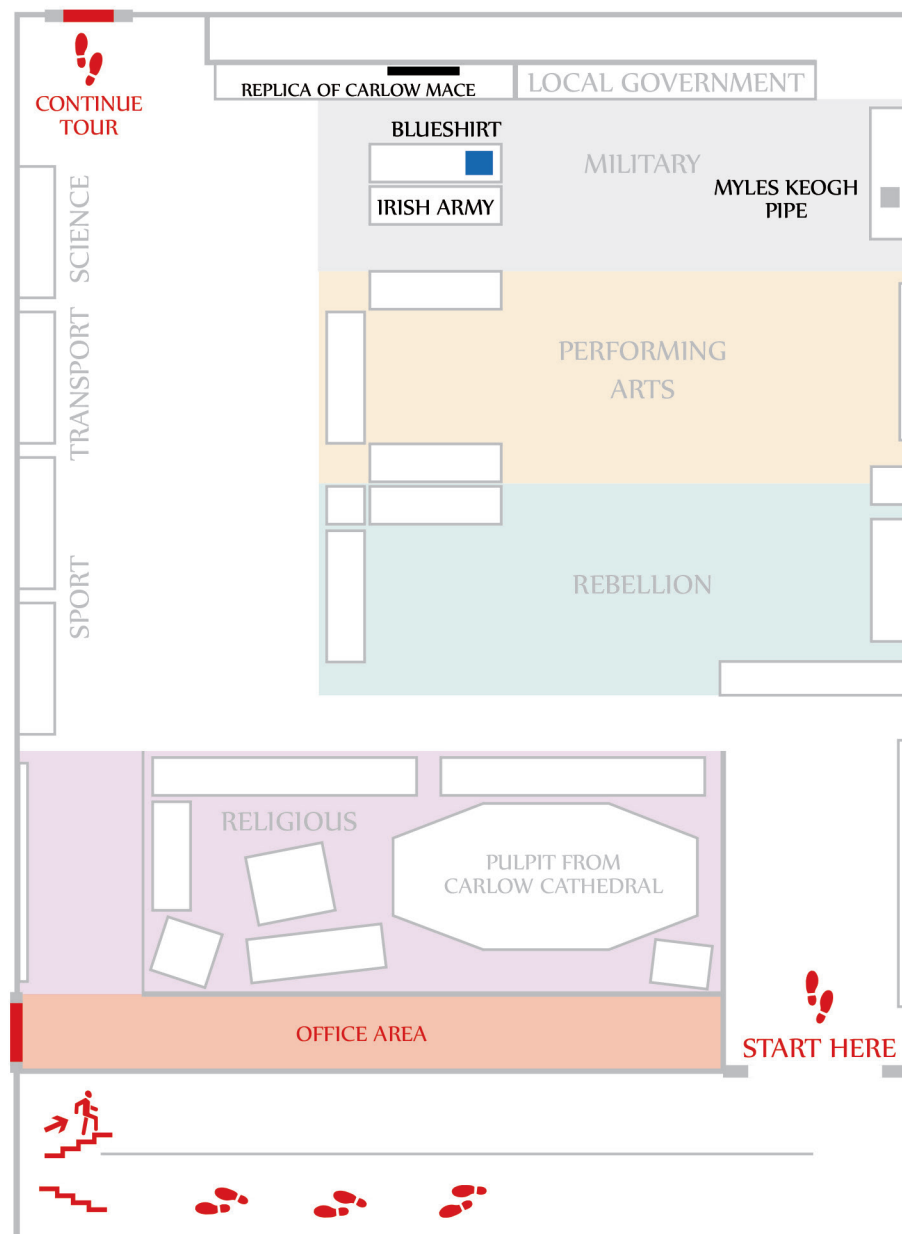 CONTINUE
TOUR
REPLICA OF CARLOW MACE
LOCAL GOVERNMENT
BLUESHIRT
IRISH ARMY
MILITARY
MYLES KEOGH
PIPE
SCIENCE
TRANSPORT
SPORT
PERFORMING
ARTS
REBELLION
RELIGIOUS
PULPIT FROM
CARLOW CATHEDRAL
OFFICE AREA
START HERE